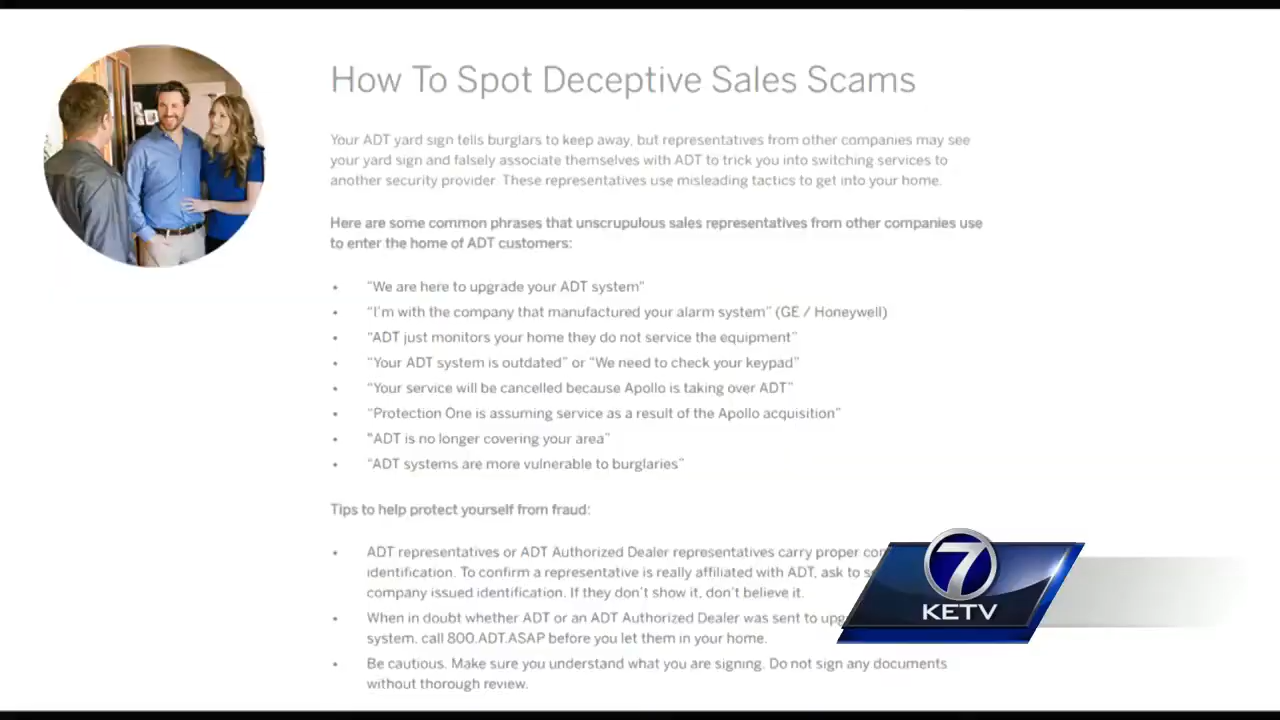 How To Spot Deceptive Sales Scams
Your ADT yard sign tells burglars to keep away, but representatives from other companies may see
your yard sign and falsely associate themselves with ADT to trick you into switching services to
another security provider. These representatives use misleading tactics to get into your home.
Here are some common phrases that unscrupulous sales representatives from other companies use
to enter the home of ADT customers:
• “We are here to upgrade your ADT system”
• “I’m with the company that manufactured your alarm system” (GE / Honeywell)
• “ADT just monitors your home they do not service the equipment”
• “Your ADT system is outdated” or “We need to check your keypad”
• “Your service will be cancelled because Apollo is taking over ADT”
• “Protection One is assuming service as a result of the Apollo acquisition”
• "ADT is no longer covering your area”
• “ADT systems are more vulnerable to burglaries”
Tips to help protect yourself from fraud:
• ADT representatives or ADT Authorized Dealer representatives carry proper
identification. To confirm a representative is really affiliated with ADT, ask to
company issued identification. If they don’t show it, don’t believe it.
• When in doubt whether ADT or an ADT Authorized Dealer was sent to
system, call 800.ADT.ASAP before you let them in your home.
• Be cautious. Make sure you understand what you are signing. Do not sign any documents
without thorough review.
7
KETV